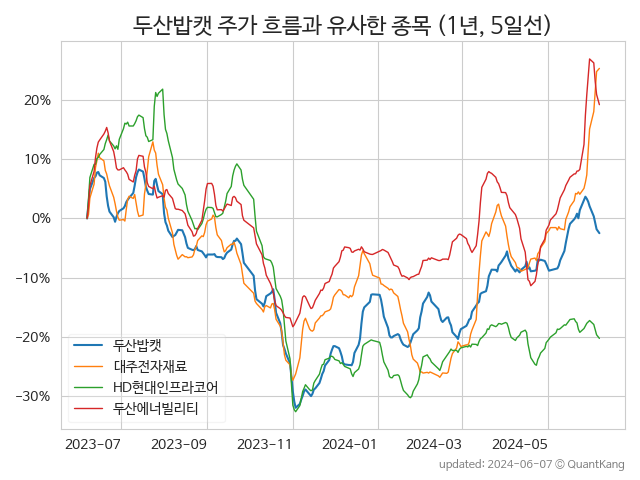 두산밥캣 주가 흐름과 유사한 종목 (1년, 5일선)
20%
10%
0%
−10%
−20%
−30%
두산밥캣
대주전자재료
HD현대인프라코어
두산에너빌리티
2023-07
2023-09
2023-11
2024-01
2024-03
2024-05
updated: 2024-06-07 © QuantKang